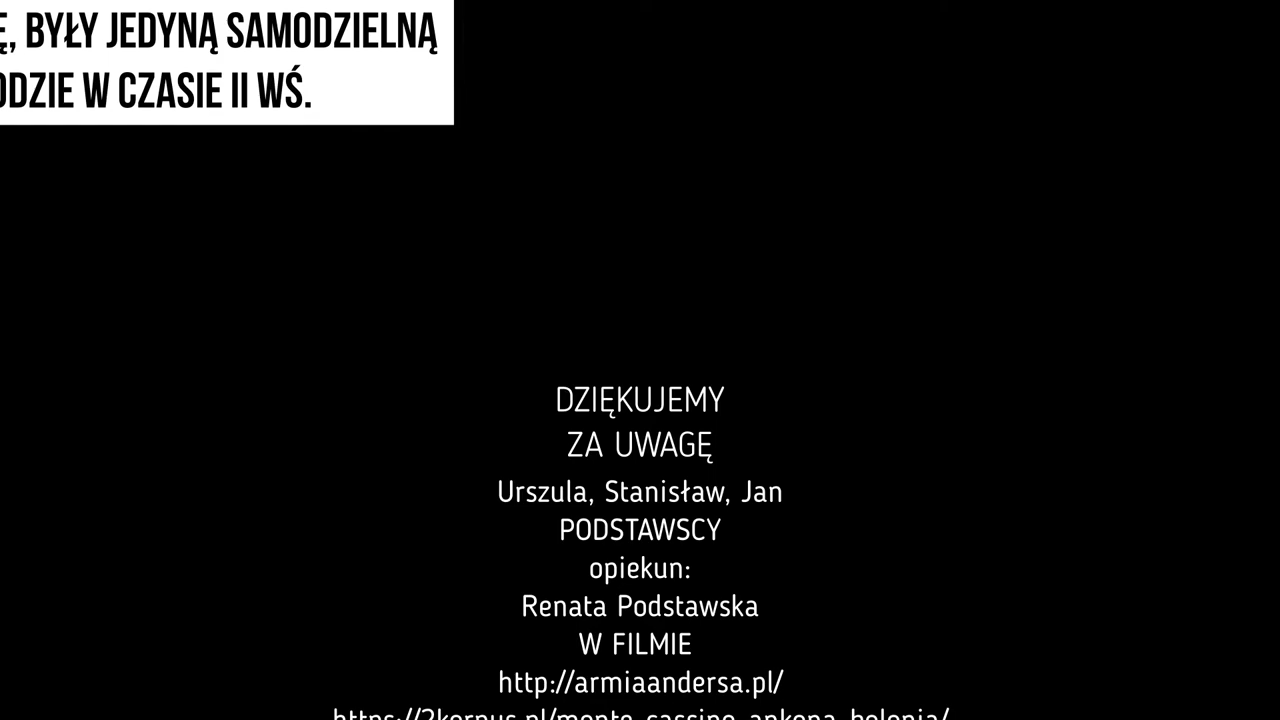 , BYŁY JEDYNĄ SAMODZIELNĄ
W CZASIE II WŚ.
DZIĘKUJEMY
ZA UWAGĘ
Urszula, Stanisław, Jan
PODSTAWSCY
opiekun:
Renata Podstawska
W FILMIE
http://armiaandersa.pl/